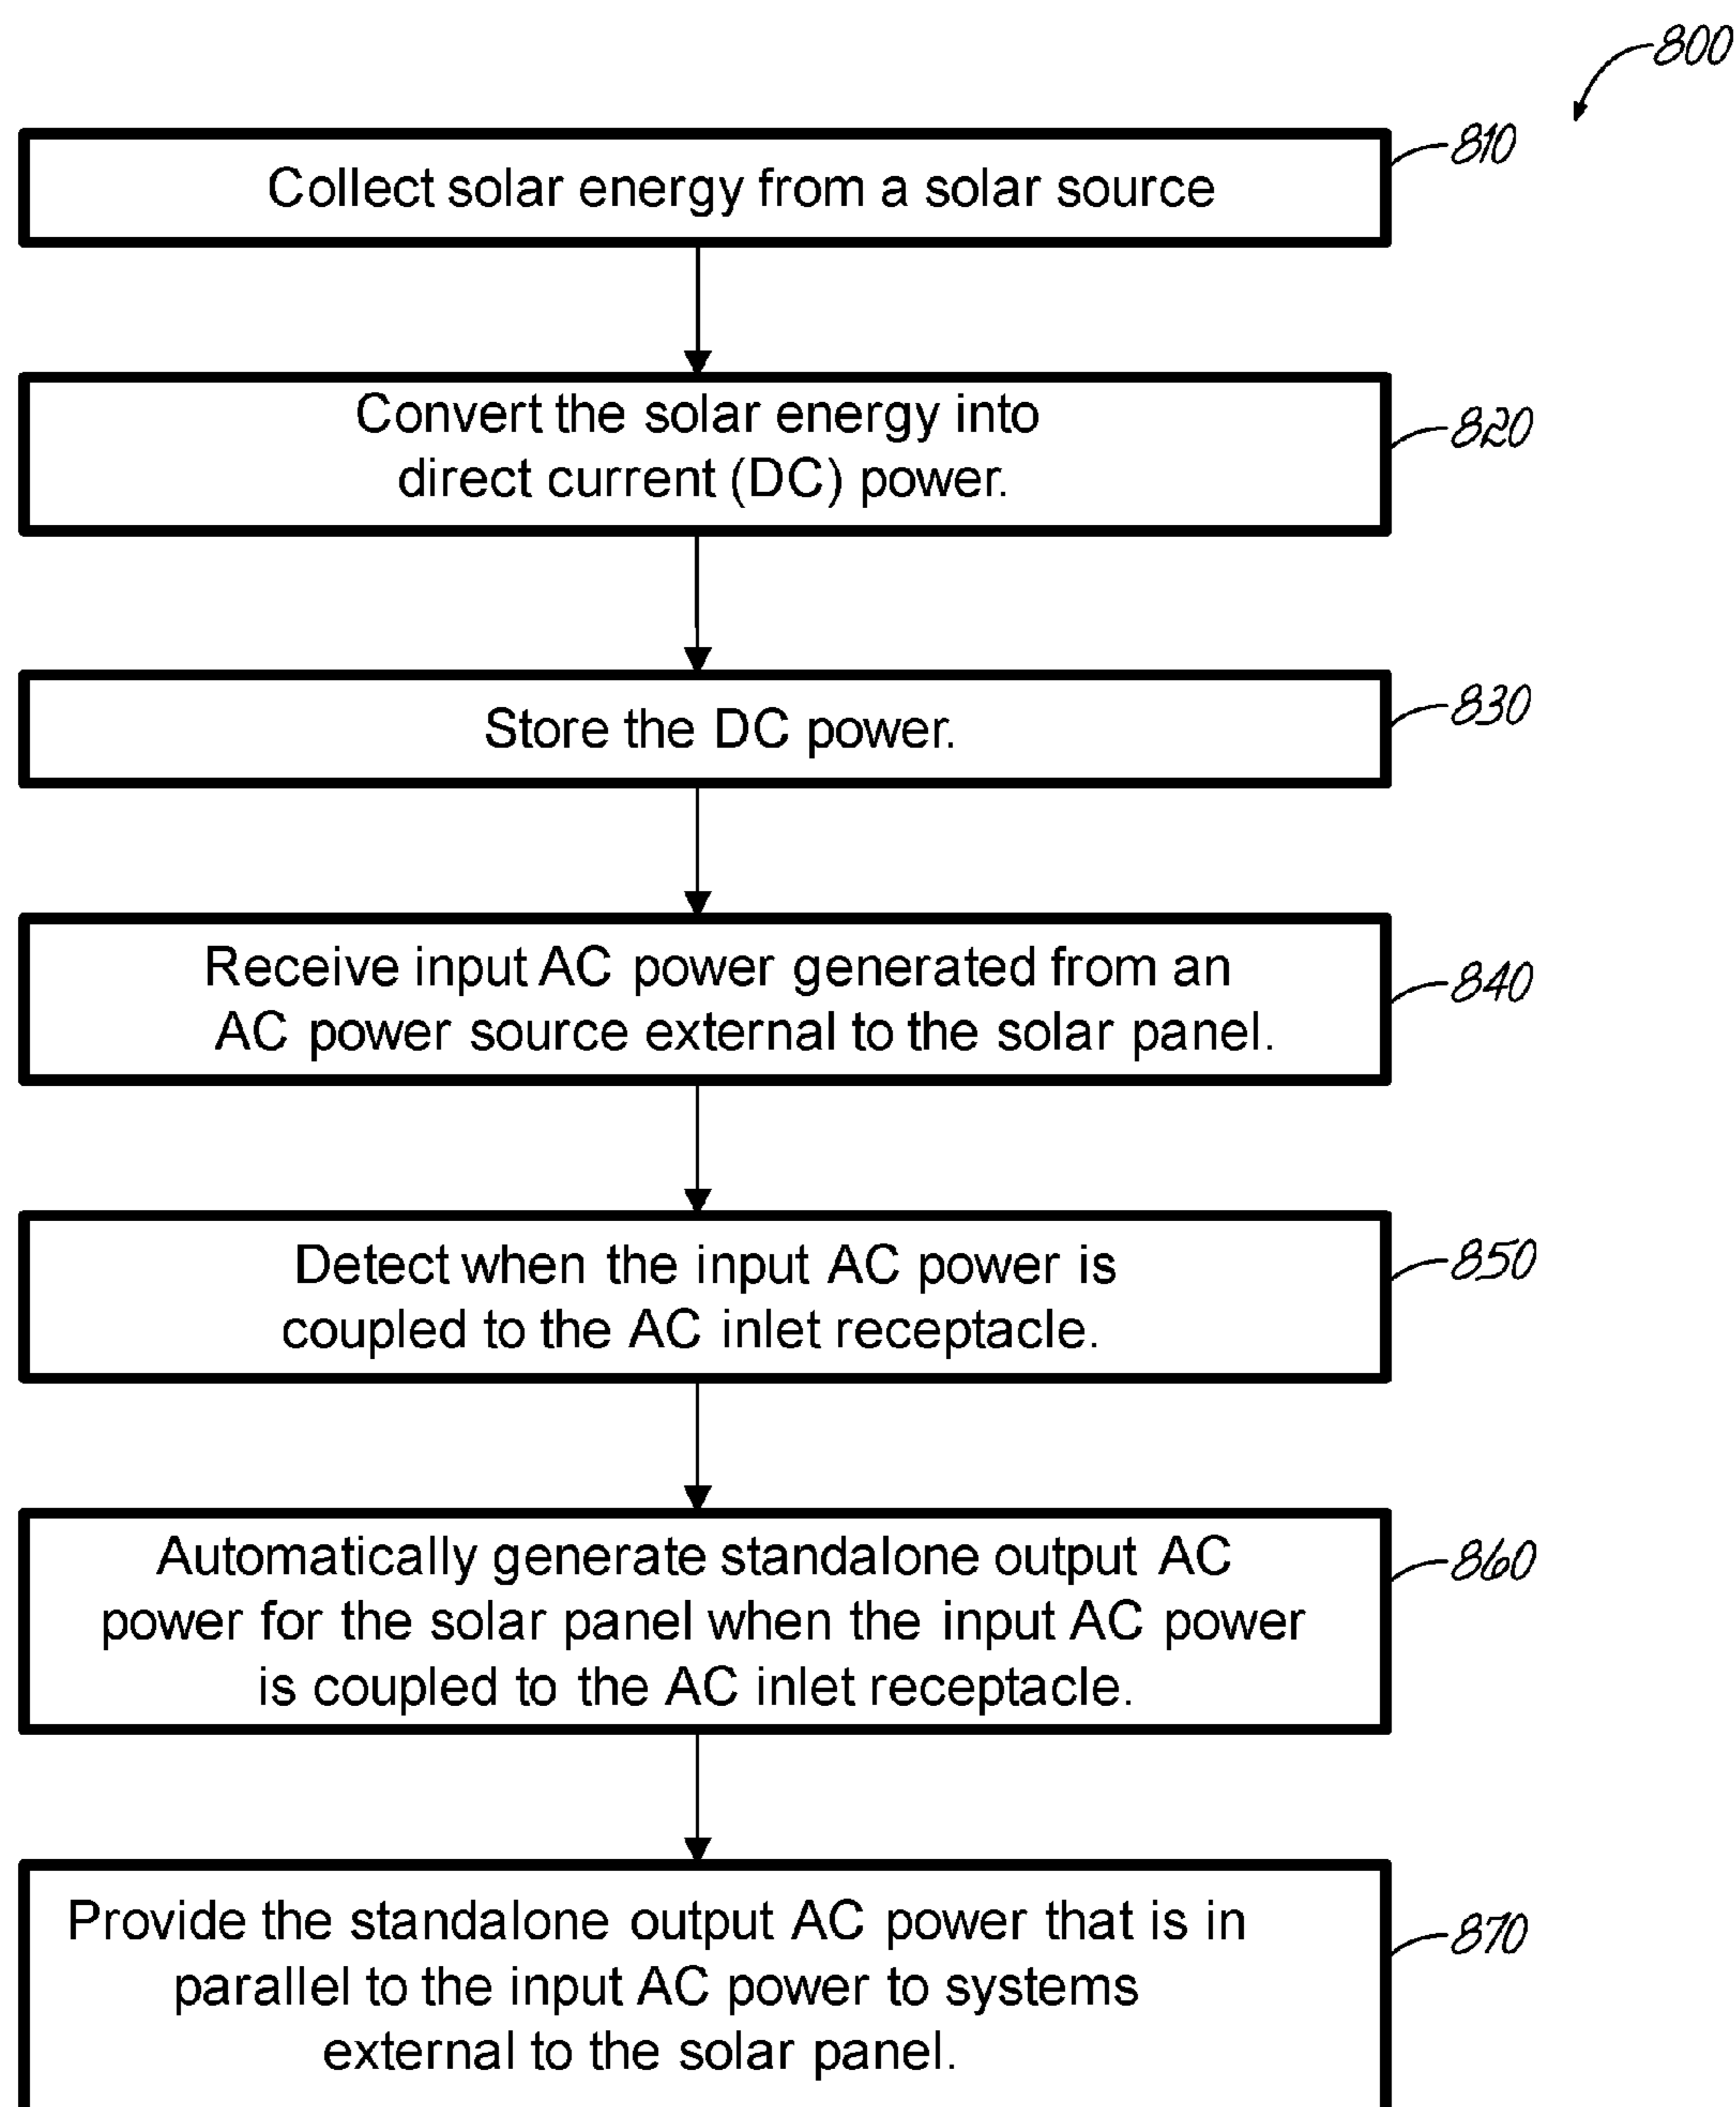 800
810
Collect solar energy from a solar source
Convert the solar energy into
820
direct current (DC) power.
830
Store the DC power.
Receive input AC power generated from an
840
AC power source external to the solar panel.
850
Detect when the input AC power is
coupled to the AC inlet receptacle.
Automatically generate standalone output AC
860
power for the solar panel when the input AC power
is coupled to the AC inlet receptacle.
Provide the standalone output AC power that is in
870
parallel to the input AC power to systems
external to the solar panel.